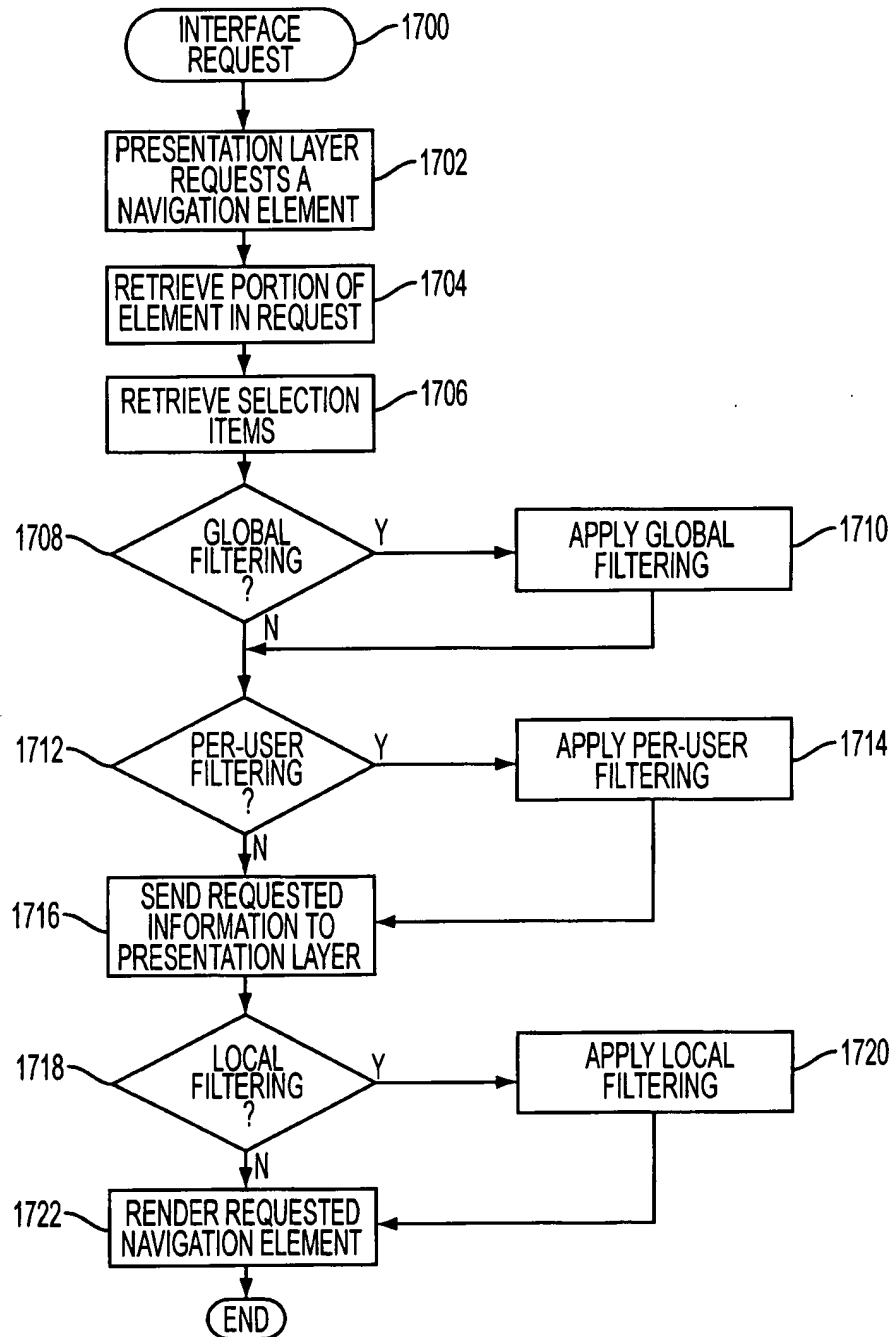 INTERFACE
REQUEST
1700
PRESENTATION LAYER
REQUESTS A
NAVIGATION ELEMENT
1702
RETRIEVE PORTION OF
ELEMENT IN REQUEST
1704
RETRIEVE SELECTION
ITEMS
1706
1708
GLOBAL
FILTERING
?
Y
APPLY GLOBAL
FILTERING
1710
N
1712
PER-USER
FILTERING
?
Y
APPLY PER-USER
FILTERING
1714
N
1716
SEND REQUESTED
INFORMATION TO
PRESENTATION LAYER
1718
LOCAL
FILTERING
?
Y
APPLY LOCAL
FILTERING
1720
N
1722
RENDER REQUESTED
NAVIGATION ELEMENT
END